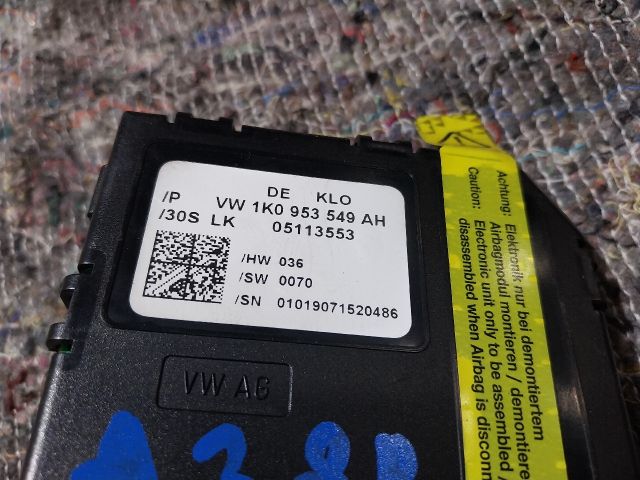 DE KLO
/P VW 1K0 953 549 AH
/30S LK 05113553
/HW 036
/SW 0070
/SN 01019071520486
VW AG
Achtung: Elektronik nur bei demontiertem
Airbagmodul montieren / demontiere
Caution: Electronic unit only to be assembled /
disassembled when Airbag is disconn